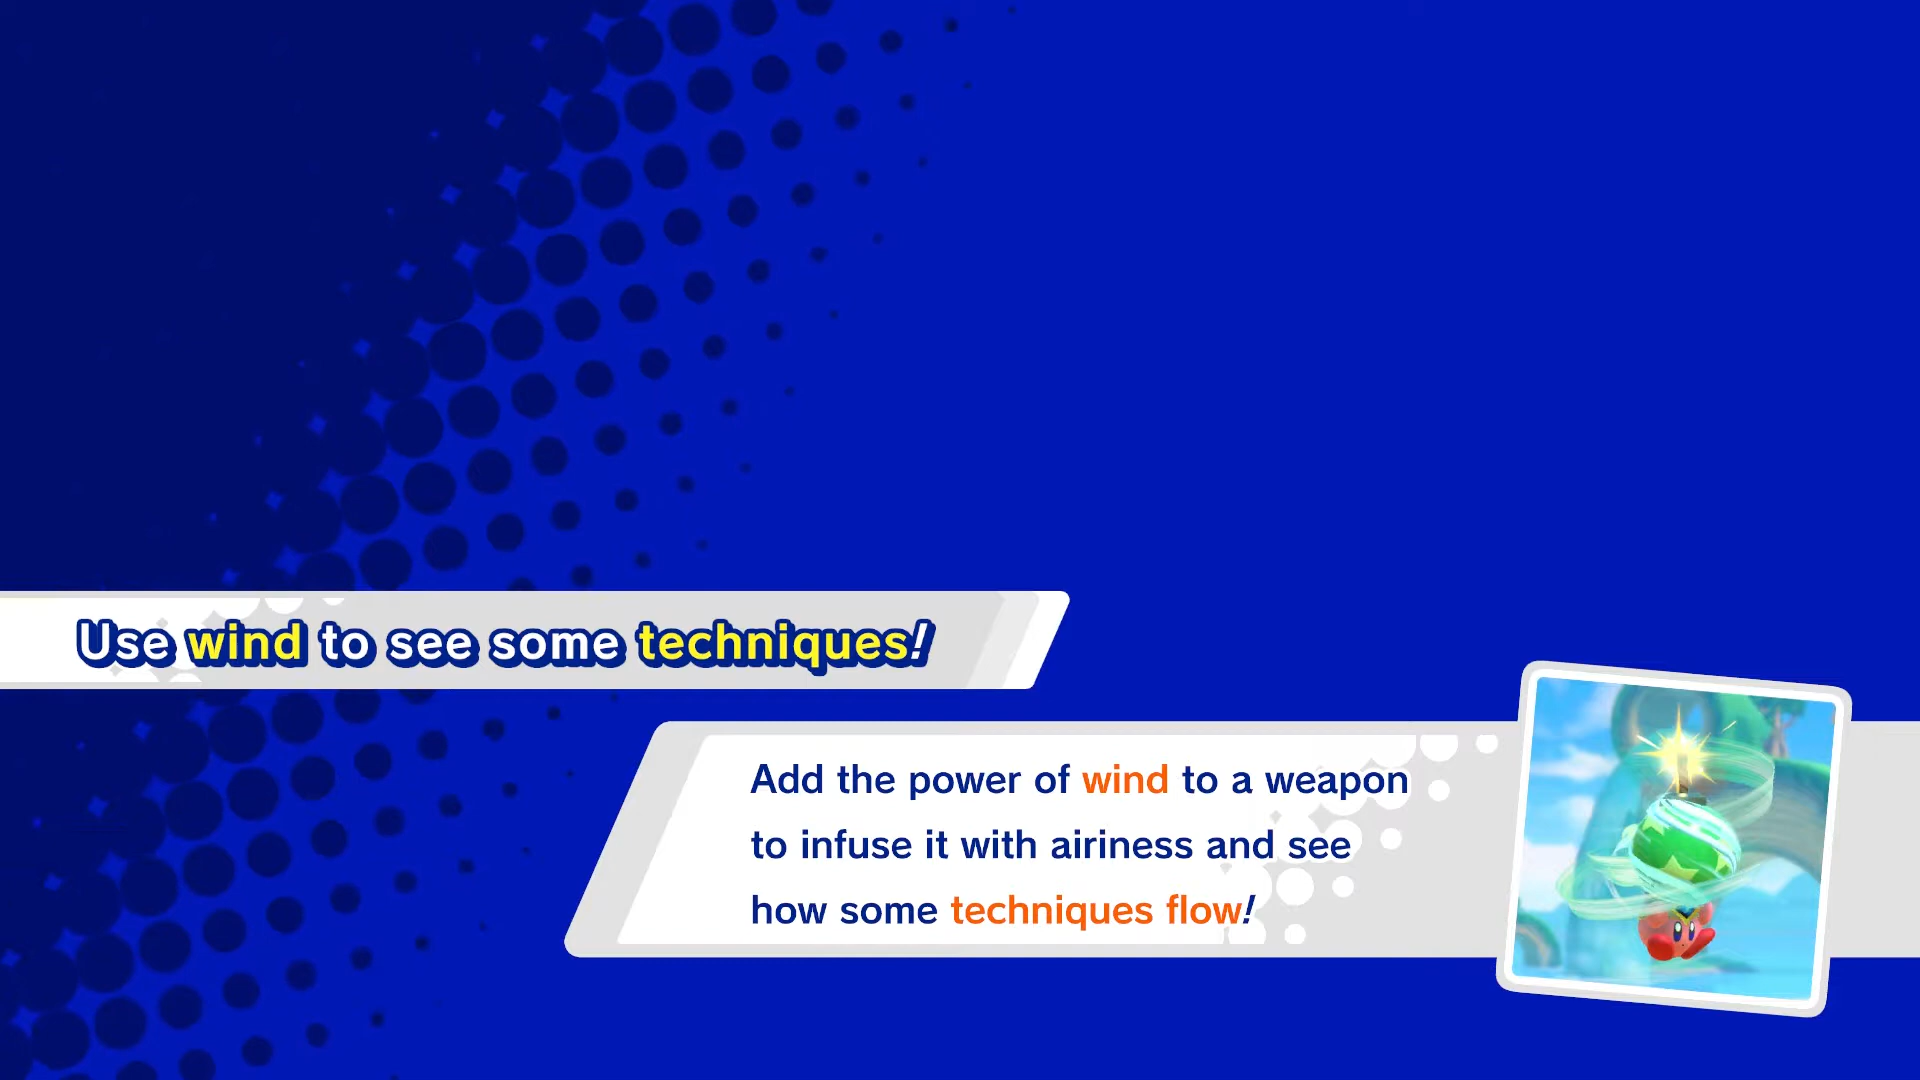 Use wind to see some techniques!
Add the power of wind to a weapon
to infuse it with airiness and see
how some techniques flow!